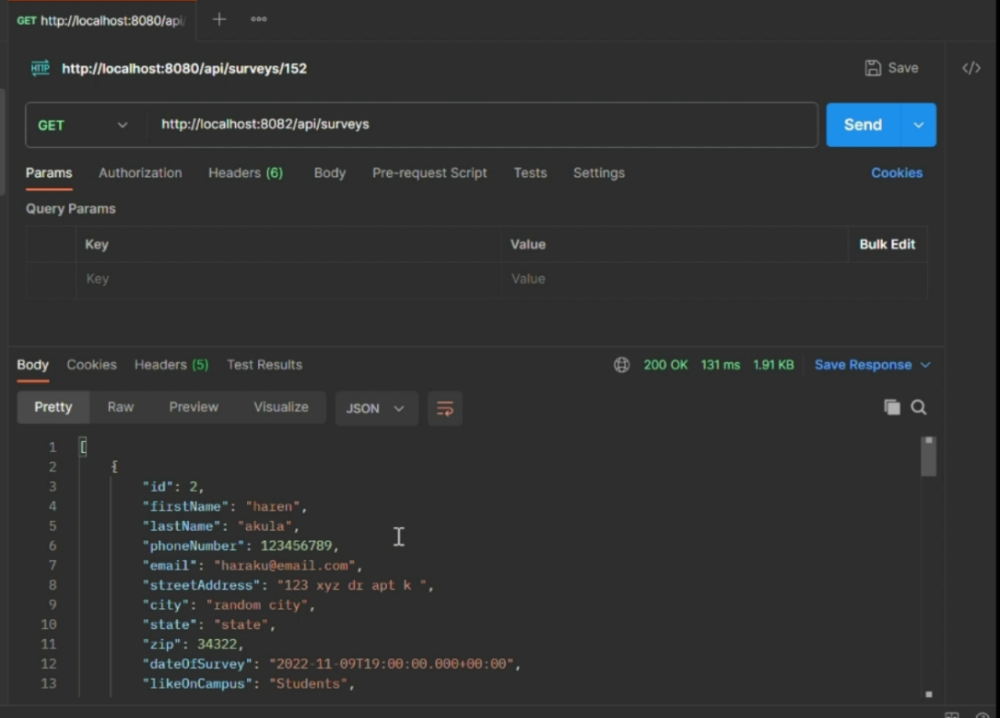 GET http://localhost:8080/api/
HTTP http://localhost:8080/api/surveys/152
Save
</>
GET http://localhost:8082/api/surveys
Send
Params Authorization Headers (6) Body Pre-request Script Tests Settings Cookies
Query Params
Key Value Bulk Edit
Key Value
Body Cookies Headers (5) Test Results 200 OK 131 ms 1.91 KB Save Response
Pretty Raw Preview Visualize JSON
1 [
2 {
3 "id": 2,
4 "firstName": "haren",
5 "lastName": "akula",
6 "phoneNumber": 123456789,
7 "email": "haraku@email.com",
8 "streetAddress": "123 xyz dr apt k ",
9 "city": "random city",
10 "state": "state",
11 "zip": 34322,
12 "dateOfSurvey": "2022-11-09T19:00:00.000+00:00",
13 "likeOnCampus": "Students",